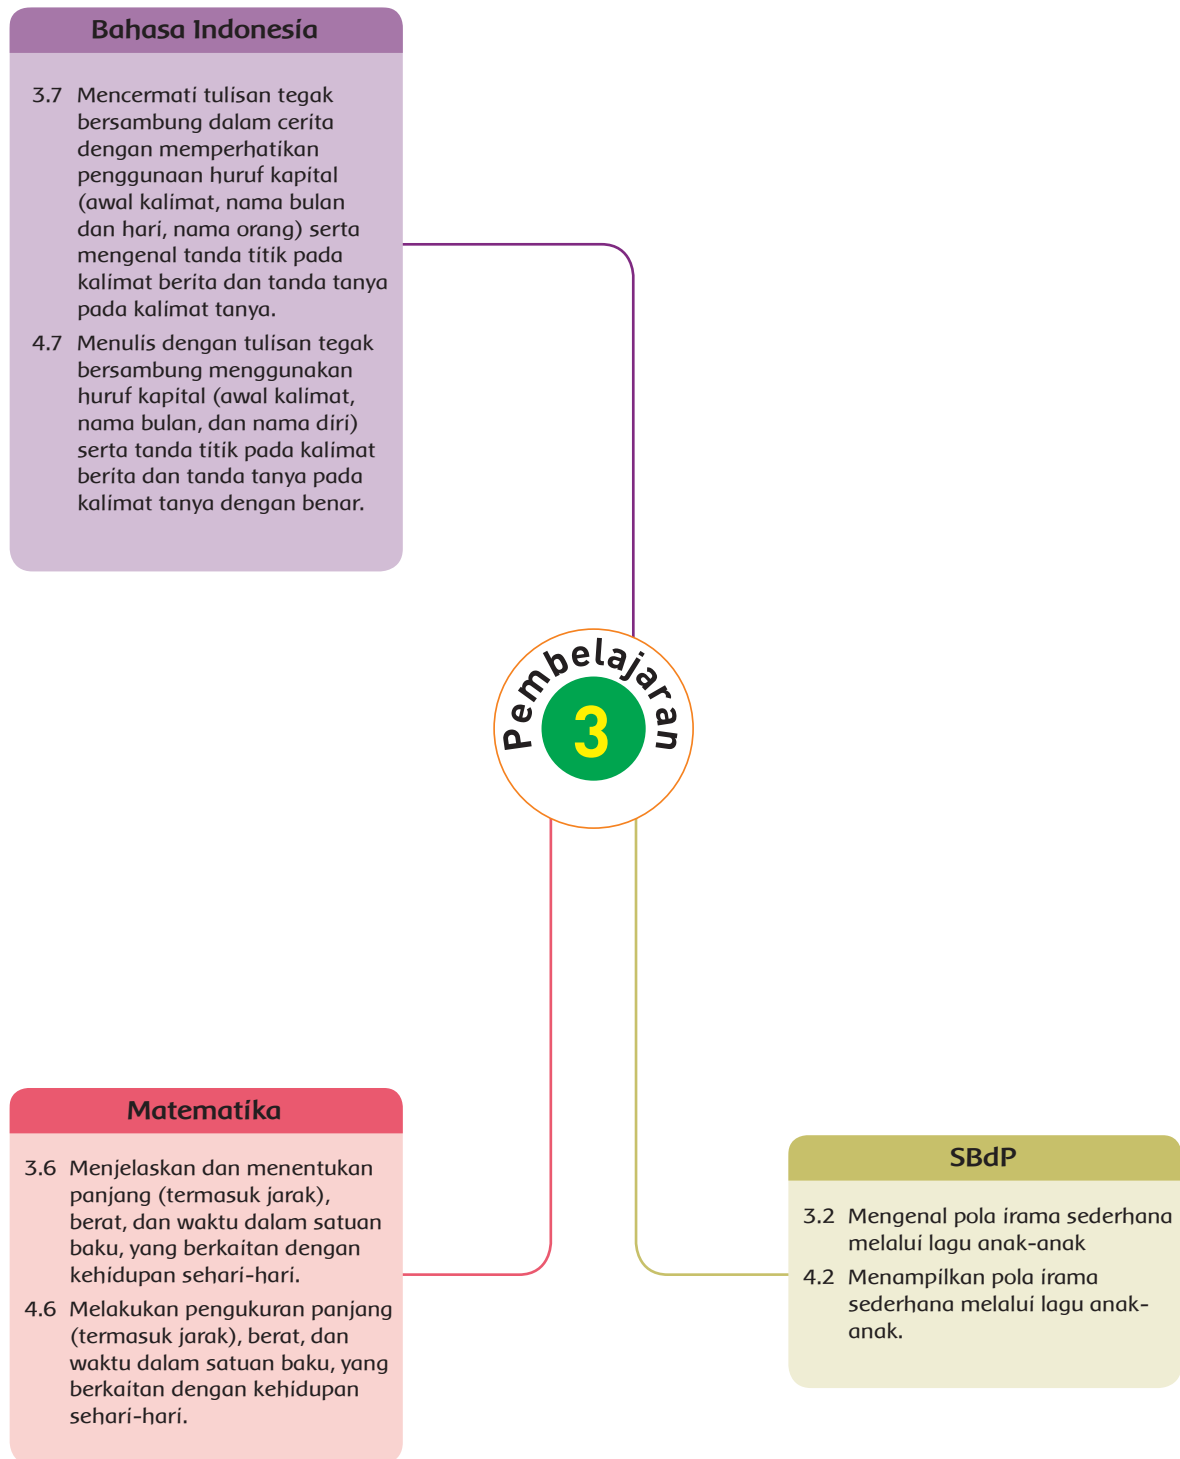 Bahasa Indonesia
3.7 Mencermati tulisan tegak
bersambung dalam cerita
dengan memperhatikan
penggunaan huruf kapital
(awal kalimat, nama bulan
dan hari, nama orang) serta
mengenal tanda titik pada
kalimat berita dan tanda tanya
pada kalimat tanya.
4.7 Menulis dengan tulisan tegak
bersambung menggunakan
huruf kapital (awal kalimat,
nama bulan, dan nama diri)
serta tanda titik pada kalimat
berita dan tanda tanya pada
kalimat tanya dengan benar.
Pembelajaran
3
Matematika
3.6 Menjelaskan dan menentukan
panjang (termasuk jarak),
berat, dan waktu dalam satuan
baku, yang berkaitan dengan
kehidupan sehari-hari.
4.6 Melakukan pengukuran panjang
(termasuk jarak), berat, dan
waktu dalam satuan baku, yang
berkaitan dengan kehidupan
sehari-hari.
SBdP
3.2 Mengenal pola irama sederhana
melalui lagu anak-anak
4.2 Menampilkan pola irama
sederhana melalui lagu anak-
anak.